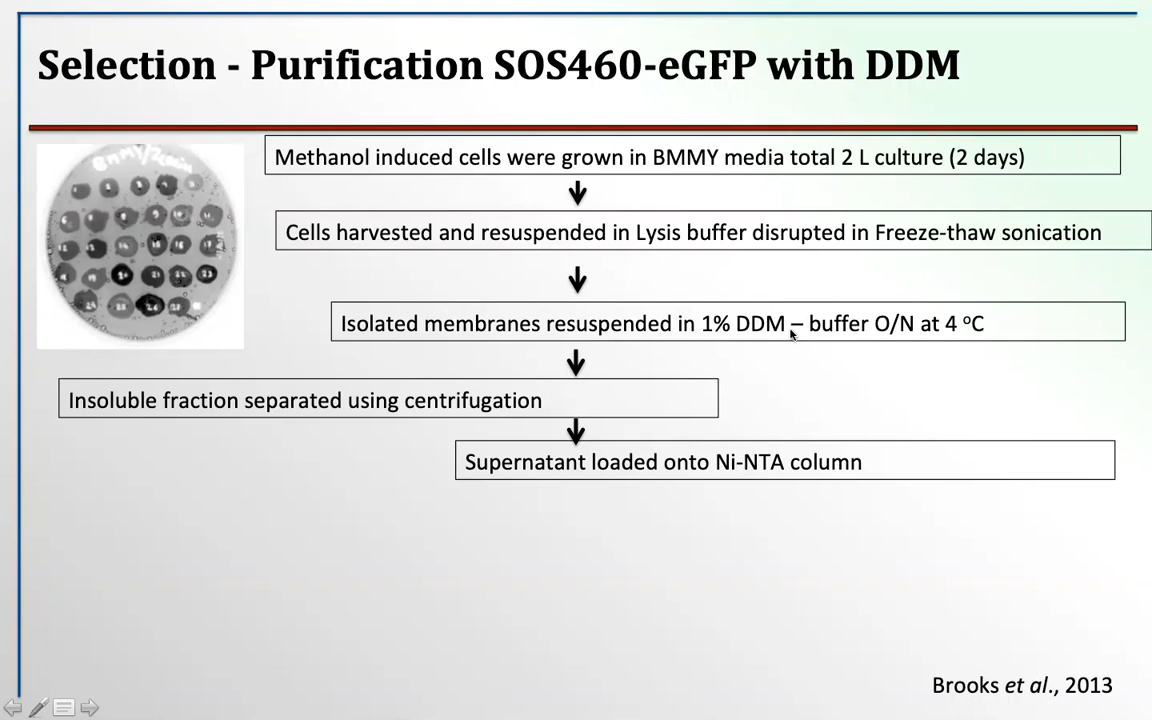 Selection - Purification SOS460-eGFP with DDM
Methanol induced cells were grown in BMMY media total 2 L culture (2 days)
Cells harvested and resuspended in Lysis buffer disrupted in Freeze-thaw sonication
Isolated membranes resuspended in 1% DDM – buffer O/N at 4 °C
Insoluble fraction separated using centrifugation
Supernatant loaded onto Ni-NTA column
Brooks et al., 2013